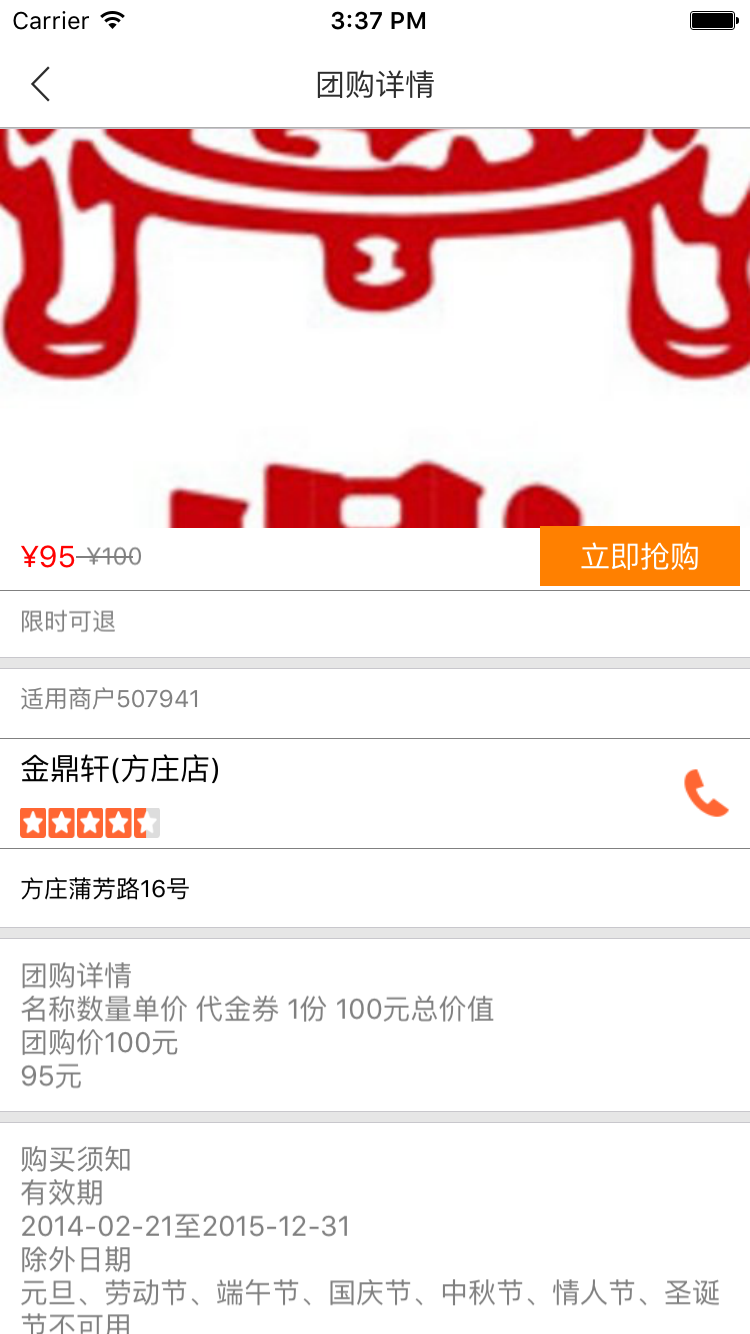 Carrier 3:37 PM
团购详情
¥95 ¥100 立即抢购
限时可退
适用商户507941
金鼎轩(方庄店)
方庄蒲芳路16号
团购详情
名称数量单价 代金券 1份 100元总价值
团购价100元
95元
购买须知
有效期
2014-02-21至2015-12-31
除外日期
元旦、劳动节、端午节、国庆节、中秋节、情人节、圣诞
节不可用